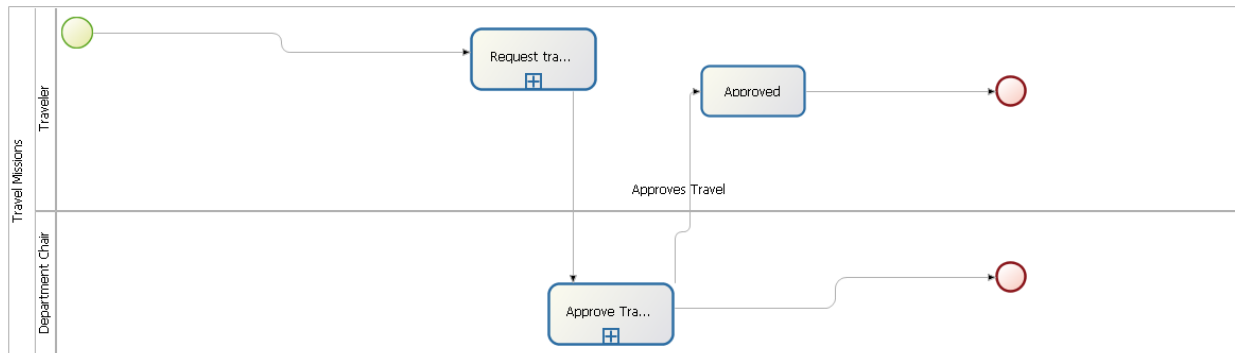 Travel Missions
Traveler
Request tra...
Approved
Approves Travel
Department Chair
Approve Tra...